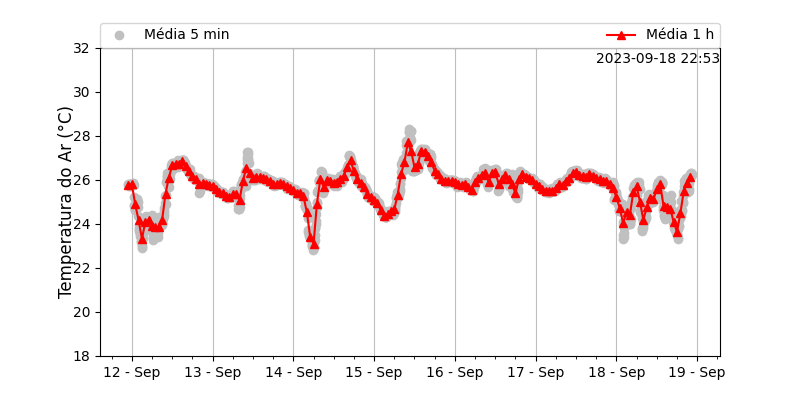 Média 5 min
Média 1 h
2023-09-18 22:53
Temperatura do Ar (°C)
32
30
28
26
24
22
20
18
12 - Sep
13 - Sep
14 - Sep
15 - Sep
16 - Sep
17 - Sep
18 - Sep
19 - Sep